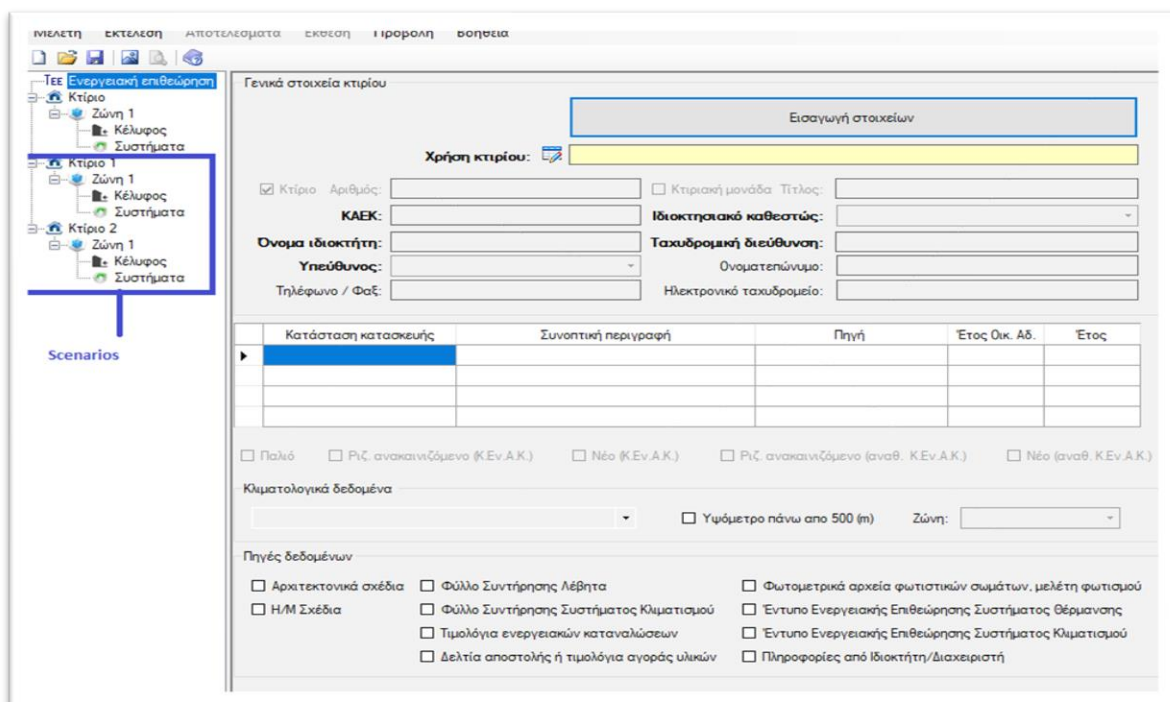 Μελέτη Εκτέλεση Αποτελέσματα Έκθεση Προβολή Βοήθεια
ΤΕΕ Ενεργειακή επιθεώρηση
Κτίριο
Ζώνη 1
Κέλυφος
Συστήματα
Κτίριο 1
Ζώνη 1
Κέλυφος
Συστήματα
Κτίριο 2
Ζώνη 1
Κέλυφος
Συστήματα
Scenarios
Γενικά στοιχεία κτιρίου
Εισαγωγή στοιχείων
Χρήση κτιρίου:
Κτίριο Αριθμός: Κτιριακή μονάδα Τίτλος:
ΚΑΕΚ: Ιδιοκτησιακό καθεστώς:
Όνομα ιδιοκτήτη: Ταχυδρομική διεύθυνση:
Υπεύθυνος: Ονοματεπώνυμο:
Τηλέφωνο / Φαξ: Ηλεκτρονικό ταχυδρομείο:
Κατάσταση κατασκευής Συνοπτική περιγραφή Πηγή Έτος Οικ. Αδ. Έτος
Παλιό Ριζ. ανακαινιζόμενο (Κ.Εν.Α.Κ.) Νέο (Κ.Εν.Α.Κ.) Ριζ. ανακαινιζόμενο (αναθ. Κ.Εν.Α.Κ.) Νέο (αναθ. Κ.Εν.Α.Κ.)
Κλιματολογικά δεδομένα
Υψόμετρο πάνω απο 500 (m) Ζώνη:
Πηγές δεδομένων
Αρχιτεκτονικά σχέδια Φύλλο Συντήρησης Λέβητα Φωτομετρικά αρχεία φωτιστικών σωμάτων, μελέτη φωτισμού
Η/Μ Σχέδια Φύλλο Συντήρησης Συστήματος Κλιματισμού Έντυπο Ενεργειακής Επιθεώρησης Συστήματος Θέρμανσης
Τιμολόγια ενεργειακών καταναλώσεων Έντυπο Ενεργειακής Επιθεώρησης Συστήματος Κλιματισμού
Δελτία αποστολής ή τιμολόγια αγοράς υλικών Πληροφορίες από Ιδιοκτήτη/Διαχειριστή